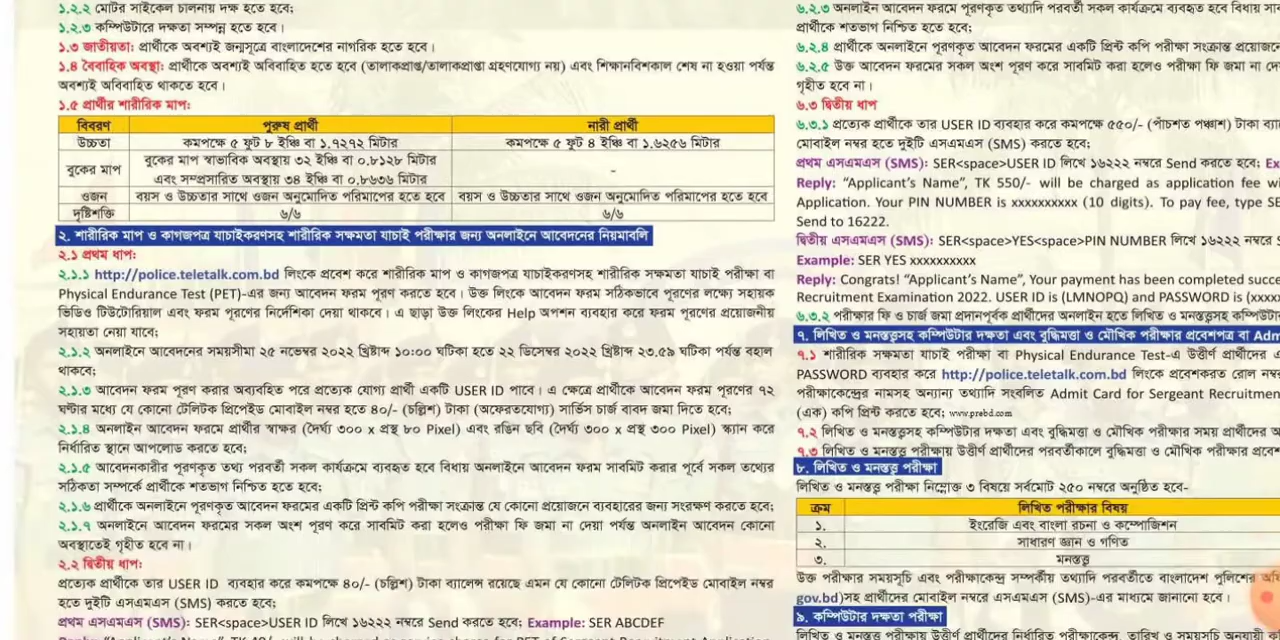 ১.২.২ মোটর সাইকেল চালনায় দক্ষ হতে হবে;
১.২.৩ কম্পিউটারে দক্ষতা সম্পন্ন হতে হবে।
১.৩ জাতীয়তা: প্রার্থীকে অবশ্যই জন্মসূত্রে বাংলাদেশের নাগরিক হতে হবে।
১.৪ বৈবাহিক অবস্থা: প্রার্থীকে অবশ্যই অবিবাহিত হতে হবে (তালাকপ্রাপ্ত/তালাকপ্রাপ্তা গ্রহণযোগ্য নয়) এবং শিক্ষানবিশকাল শেষ না হওয়া পর্যন্ত
অবশ্যই অবিবাহিত থাকতে হবে।
১.৫ প্রার্থীর শারীরিক মাপ:
বিবরণ পুরুষ প্রার্থী নারী প্রার্থী
উচ্চতা কমপক্ষে ৫ ফুট ৮ ইঞ্চি বা ১.৭২৭২ মিটার কমপক্ষে ৫ ফুট ৪ ইঞ্চি বা ১.৬২৫৬ মিটার
বুকের মাপ বুকের মাপ স্বাভাবিক অবস্থায় ৩২ ইঞ্চি বা ০.৮১২৮ মিটার -
এবং সম্প্রসারিত অবস্থায় ৩৪ ইঞ্চি বা ০.৮৬৩৬ মিটার
ওজন বয়স ও উচ্চতার সাথে ওজন অনুমোদিত পরিমাপের হতে হবে বয়স ও উচ্চতার সাথে ওজন অনুমোদিত পরিমাপের হতে হবে
দৃষ্টিশক্তি ৬/৬ ৬/৬
২. শারীরিক মাপ ও কাগজপত্র যাচাইকরণসহ শারীরিক সক্ষমতা যাচাই পরীক্ষার জন্য অনলাইনে আবেদনের নিয়মাবলি
২.১ প্রথম ধাপ:
২.১.১ http://police.teletalk.com.bd লিংকে প্রবেশ করে শারীরিক মাপ ও কাগজপত্র যাচাইকরণসহ শারীরিক সক্ষমতা যাচাই পরীক্ষা বা
Physical Endurance Test (PET)-এর জন্য আবেদন ফরম পূরণ করতে হবে। উক্ত লিংকে আবেদন ফরম সঠিকভাবে পূরণের লক্ষ্যে সহায়ক
ভিডিও টিউটোরিয়াল এবং ফরম পূরণের নির্দেশিকা দেয়া থাকবে। এ ছাড়া উক্ত লিংকের Help অপশন ব্যবহার করে ফরম পূরণের প্রয়োজনীয়
সহায়তা নেয়া যাবে;
২.১.২ অনলাইনে আবেদনের সময়সীমা ২৫ নভেম্বর ২০২২ খ্রিষ্টাব্দ ১০:০০ ঘটিকা হতে ২২ ডিসেম্বর ২০২২ খ্রিষ্টাব্দ ২৩.৫৯ ঘটিকা পর্যন্ত বহাল
থাকবে;
২.১.৩ আবেদন ফরম পূরণ করার অব্যবহিত পরে প্রত্যেক যোগ্য প্রার্থী একটি USER ID পাবে। এ ক্ষেত্রে প্রার্থীকে আবেদন ফরম পূরণের ৭২
ঘণ্টার মধ্যে যে কোনো টেলিটক প্রিপেইড মোবাইল নম্বর হতে ৪০/- (চল্লিশ) টাকা (অফেরতযোগ্য) সার্ভিস চার্জ বাবদ জমা দিতে হবে;
২.১.৪ অনলাইন আবেদন ফরমে প্রার্থীর স্বাক্ষর (দৈর্ঘ্য ৩০০ x প্রস্থ ৮০ Pixel) এবং রঙিন ছবি (দৈর্ঘ্য ৩০০ x প্রস্থ ৩০০ Pixel) স্ক্যান করে
নির্ধারিত স্থানে আপলোড করতে হবে;
২.১.৫ আবেদনকারীর পূরণকৃত তথ্য পরবর্তী সকল কার্যক্রমে ব্যবহৃত হবে বিধায় অনলাইনে আবেদন ফরম সাবমিট করার পূর্বে সকল তথ্যের
সঠিকতা সম্পর্কে প্রার্থীকে শতভাগ নিশ্চিত হতে হবে;
২.১.৬ প্রার্থীকে অনলাইনে পূরণকৃত আবেদন ফরমের একটি প্রিন্ট কপি পরীক্ষা সংক্রান্ত যে কোনো প্রয়োজনে ব্যবহারের জন্য সংরক্ষণ করতে হবে;
২.১.৭ অনলাইনে আবেদন ফরমের সকল অংশ পূরণ করে সাবমিট করা হলেও পরীক্ষা ফি জমা না দেয়া পর্যন্ত অনলাইন আবেদন কোনো
অবস্থাতেই গৃহীত হবে না।
২.২ দ্বিতীয় ধাপ:
প্রত্যেক প্রার্থীকে তার USER ID ব্যবহার করে কমপক্ষে ৪০/- (চল্লিশ) টাকা ব্যালেন্স রয়েছে এমন যে কোনো টেলিটক প্রিপেইড মোবাইল নম্বর
হতে দুইটি এসএমএস (SMS) করতে হবে;
প্রথম এসএমএস (SMS): SER<space>USER ID লিখে ১৬২২২ নম্বরে Send করতে হবে; Example: SER ABCDEF
৬.২.৩ অনলাইন আবেদন ফরমে পূরণকৃত তথ্যাদি পরবর্তী সকল কার্যক্রমে ব্যবহৃত হবে বিধায়
প্রার্থীকে শতভাগ নিশ্চিত হতে হবে;
৬.২.৪ প্রার্থীকে অনলাইনে পূরণকৃত আবেদন ফরমের একটি প্রিন্ট কপি পরীক্ষা সংক্রান্ত প্রয়োজনে
৬.২.৫ উক্ত আবেদন ফরমের সকল অংশ পূরণ করে সাবমিট করা হলেও পরীক্ষা ফি জমা না
গৃহীত হবে না।
৬.৩ দ্বিতীয় ধাপ
৬.৩.১ প্রত্যেক প্রার্থীকে তার USER ID ব্যবহার করে কমপক্ষে ৫৫০/- (পাঁচশত পঞ্চাশ) টাকা
মোবাইল নম্বর হতে দুইটি এসএমএস (SMS) করতে হবে;
প্রথম এসএমএস (SMS): SER<space>USER ID লিখে ১৬২২২ নম্বরে Send করতে হবে;
Reply: "Applicant's Name", TK 550/- will be charged as application fee
Application. Your PIN NUMBER is xxxxxxxxxx (10 digits). To pay fee, type
Send to 16222.
দ্বিতীয় এসএমএস (SMS): SER<space>YES<space>PIN NUMBER লিখে ১৬২২২ নম্বরে
Example: SER YES xxxxxxxxxx
Reply: Congrats! "Applicant's Name", Your payment has been completed
Recruitment Examination 2022. USER ID is (LMNOPQ) and PASSWORD is
৬.৩.২ পরীক্ষার ফি ও চার্জ জমা প্রদানপূর্বক প্রার্থীদের অনলাইন হতে লিখিত ও মনস্তত্ত্বসহ
৭. লিখিত ও মনস্তত্ত্বসহ কম্পিউটার দক্ষতা এবং বুদ্ধিমত্তা ও মৌখিক পরীক্ষার প্রবেশপত্র বা
৭.১ শারীরিক সক্ষমতা যাচাই পরীক্ষা বা Physical Endurance Test-এ উত্তীর্ণ প্রার্থীদের
PASSWORD ব্যবহার করে http://police.teletalk.com.bd লিংকে প্রবেশকরত রোল
পরীক্ষাকেন্দ্রের নামসহ অন্যান্য তথ্যাদি সংবলিত Admit Card for Sergeant Recruitment
(এক) কপি প্রিন্ট করতে হবে; www.prebd.com
৭.২ লিখিত ও মনস্তত্ত্বসহ কম্পিউটার দক্ষতা এবং বুদ্ধিমত্তা ও মৌখিক পরীক্ষার সময় প্রার্থীদের
৭.৩ লিখিত ও মনস্তত্ত্ব পরীক্ষায় উত্তীর্ণ প্রার্থীদের পরবর্তীকালে বুদ্ধিমত্তা ও মৌখিক পরীক্ষার
৮. লিখিত ও মনস্তত্ত্ব পরীক্ষা
লিখিত ও মনস্তত্ত্ব পরীক্ষা নিম্নোক্ত ৩ বিষয়ে সর্বমোট ২৫০ নম্বরে অনুষ্ঠিত হবে-
ক্রম লিখিত পরীক্ষার বিষয়
১. ইংরেজি এবং বাংলা রচনা ও কম্পোজিশন
২. সাধারণ জ্ঞান ও গণিত
৩. মনস্তত্ত্ব
উক্ত পরীক্ষার সময়সূচি এবং পরীক্ষাকেন্দ্র সম্পর্কীয় তথ্যাদি পরবর্তীতে বাংলাদেশ পুলিশের
gov.bd)সহ প্রার্থীদের মোবাইল নম্বরে এসএমএস (SMS)-এর মাধ্যমে জানানো হবে।
৯. কম্পিউটার দক্ষতা পরীক্ষা